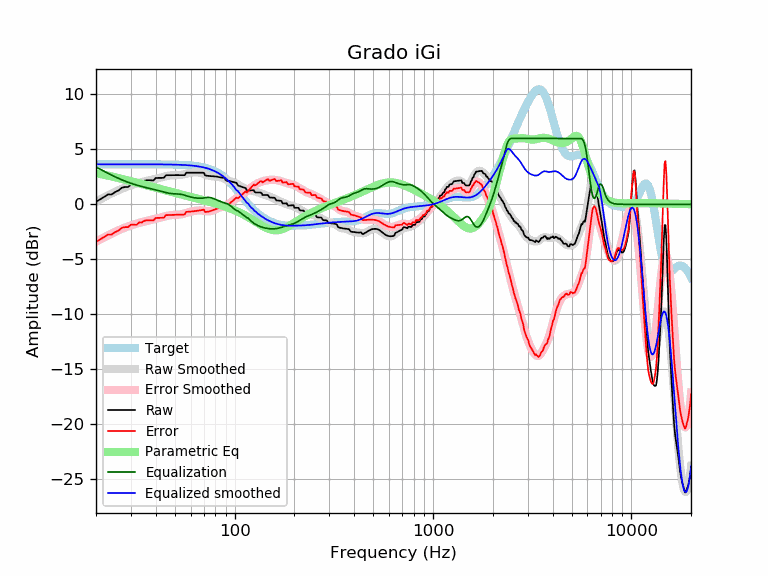 Grado iGi
Amplitude (dBr)
10
5
0
−5
−10
−15
−20
−25
Target
Raw Smoothed
Error Smoothed
Raw
Error
Parametric Eq
Equalization
Equalized smoothed
100
1000
10000
Frequency (Hz)